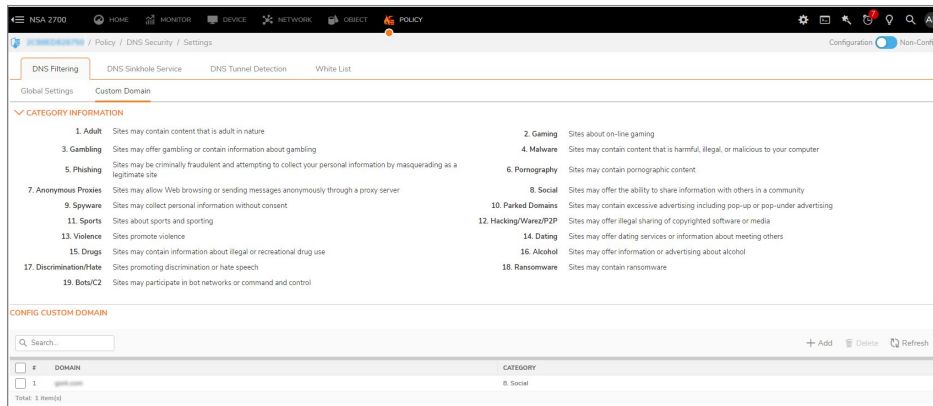 NSA 2700 HOME MONITOR DEVICE NETWORK OBJECT POLICY 7 A
/ Policy / DNS Security / Settings Configuration Non-Confi
DNS Filtering DNS Sinkhole Service DNS Tunnel Detection White List
Global Settings Custom Domain
CATEGORY INFORMATION
1. Adult Sites may contain content that is adult in nature
2. Gaming Sites about on-line gaming
3. Gambling Sites may offer gambling or contain information about gambling
4. Malware Sites may contain content that is harmful, illegal, or malicious to your computer
5. Phishing Sites may be criminally fraudulent and attempting to collect your personal information by masquerading as a
legitimate site
6. Pornography Sites may contain pornographic content
7. Anonymous Proxies Sites may allow Web browsing or sending messages anonymously through a proxy server
8. Social Sites may offer the ability to share information with others in a community
9. Spyware Sites may collect personal information without consent
10. Parked Domains Sites may contain excessive advertising including pop-up or pop-under advertising
11. Sports Sites about sports and sporting
12. Hacking/Warez/P2P Sites may offer illegal sharing of copyrighted software or media
13. Violence Sites promote violence
14. Dating Sites may offer dating services or information about meeting others
15. Drugs Sites may contain information about illegal or recreational drug use
16. Alcohol Sites may offer information or advertising about alcohol
17. Discrimination/Hate Sites promoting discrimination or hate speech
18. Ransomware Sites may contain ransomware
19. Bots/C2 Sites may participate in bot networks or command and control
CONFIG CUSTOM DOMAIN
Search... + Add Delete Refresh
# DOMAIN CATEGORY
1 8. Social
Total: 1 item(s)